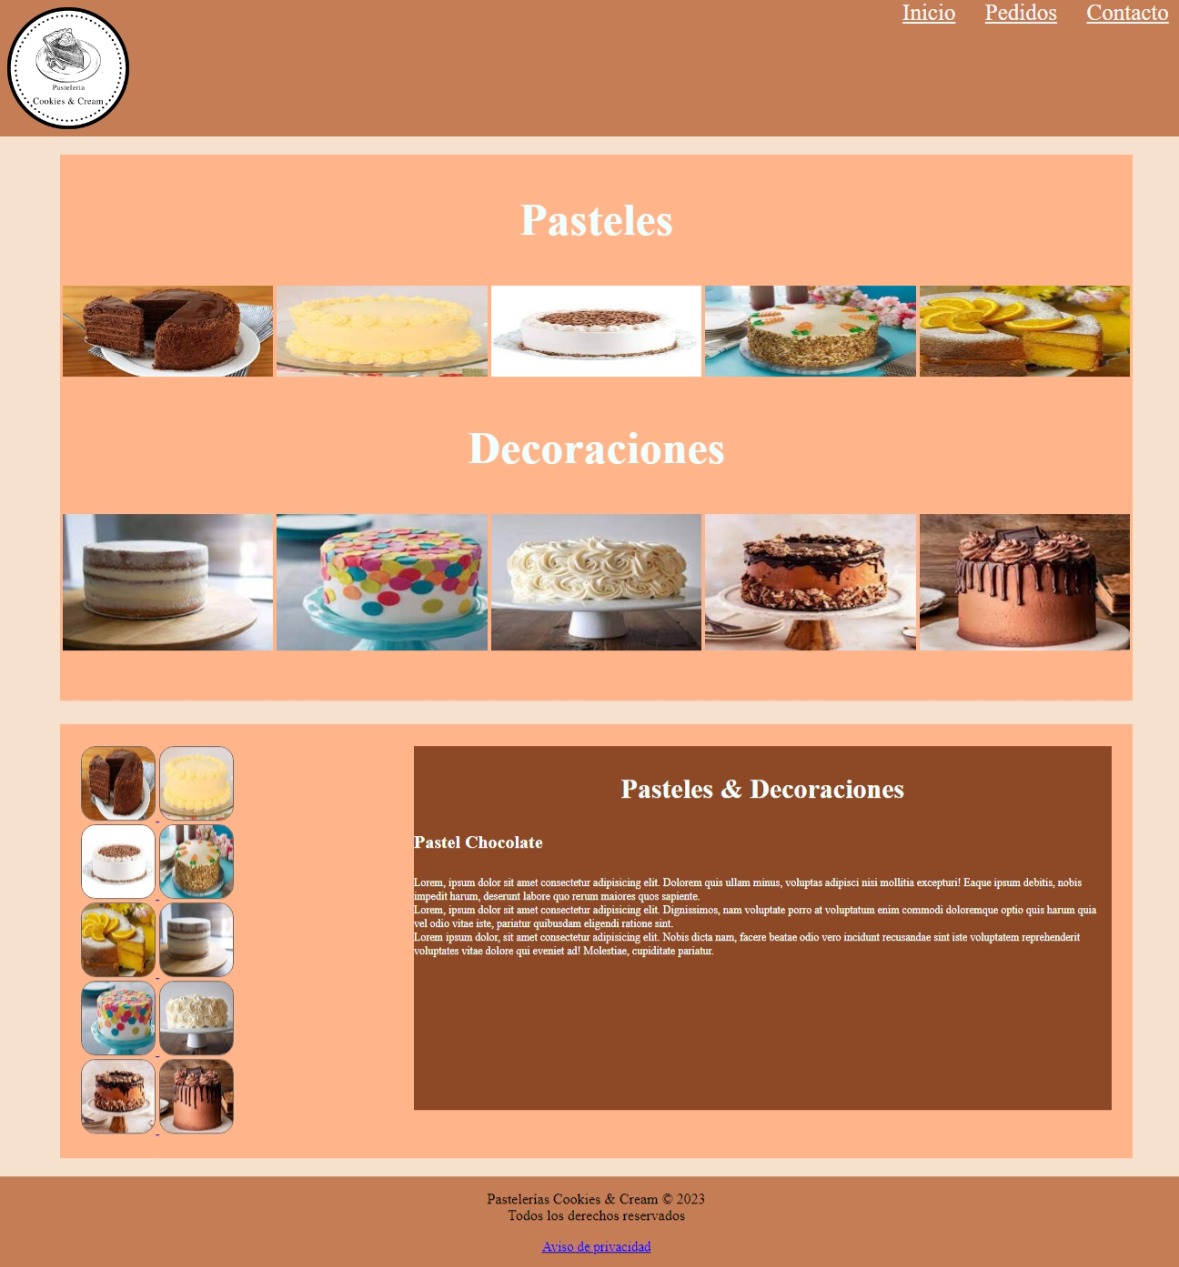 Inicio Pedidos Contacto
Pastelería
Cookies & Cream
Pasteles
Decoraciones
Pasteles & Decoraciones
Pastel Chocolate
Lorem, ipsum dolor sit amet consectetur adipisicing elit. Dolorem quis ullam minus, voluptas adipisci nisi mollitia excepturi! Eaque ipsum debitis, nobis
impedit harum, deserunt labore quo rerum maiores quos sapiente.
Lorem, ipsum dolor sit amet consectetur adipisicing elit. Dignissimos, nam voluptate porro at voluptatum enim commodi doloremque optio quis harum quia
vel odio vitae iste, pariatur quibusdam eligendi ratione sint.
Lorem ipsum dolor, sit amet consectetur adipisicing elit. Nobis dicta nam, facere beatae odio vero incidunt recusandae sint iste voluptatem reprehenderit
voluptates vitae dolore qui eveniet ad! Molestiae, cupiditate pariatur.
Pastelerías Cookies & Cream © 2023
Todos los derechos reservados
Aviso de privacidad